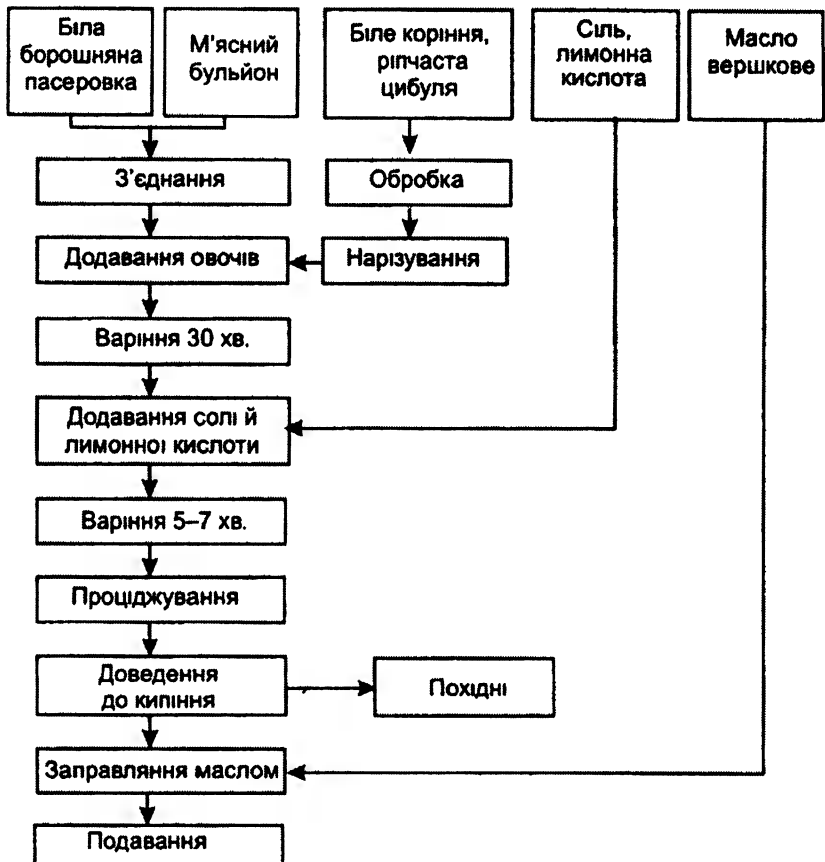 Біла
борошняна
пасеровка
М'ясний
бульйон
Біле коріння,
ріпчаста
цибуля
Сіль,
лимонна
кислота
Масло
вершкове
З'єднання
Обробка
Додавання овочів
Нарізування
Варіння 30 хв.
Додавання солі й
лимонної кислоти
Варіння 5–7 хв.
Проціджування
Доведення
до кипіння
Похідні
Заправляння маслом
Подавання